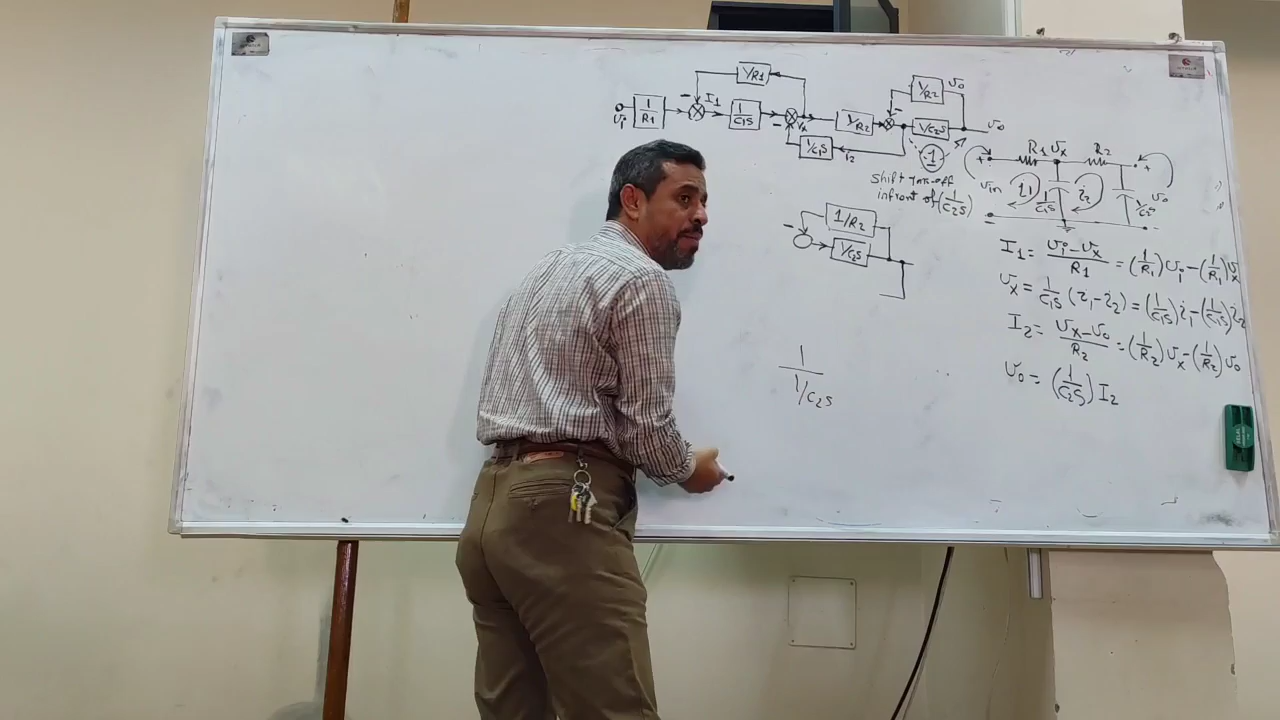 1/R1
1/R2
v0
I1
vi
1/R1
1/C1S
vx
1/R2
1/C2S
v0
1/C1S
i2
1
shift take-off
infront of (1/C2S)
R1 vx R2
vin i1 1/C1S i2 1/C2S v0
1/R2
1/C2S
I1 = (vi - vx)/R1 = (1/R1) vi - (1/R1) vx
vx = 1/C1S (i1 - i2) = (1/C1S) i1 - (1/C1S) i2
I2 = (vx - v0)/R2 = (1/R2) vx - (1/R2) v0
v0 = (1/C2S) I2
1
1/C2S